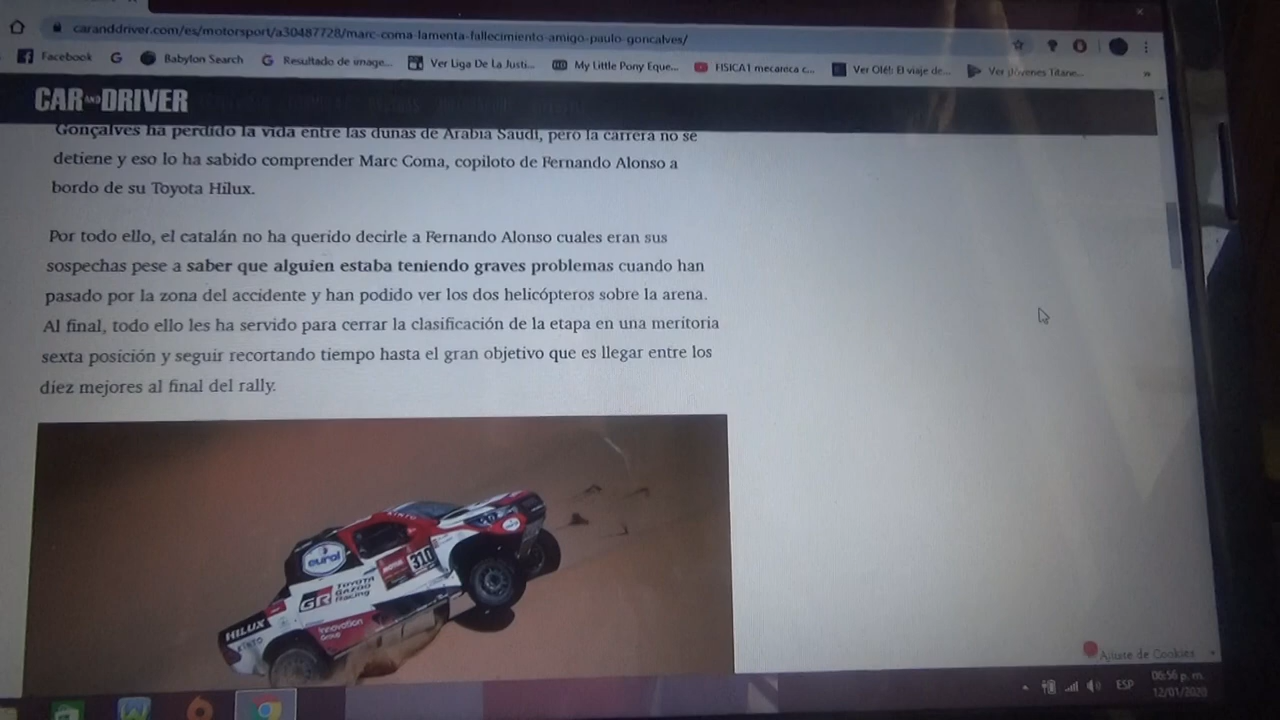 caranddriver.com/es/motorsport/a30487728/marc-coma-lamenta-fallecimiento-amigo-paulo-goncalves/
Facebook Babylon Search Resultado de image... Ver Liga De La Justi... My Little Pony Eque... FISICA1 mecanica c... Ver Olé!: El viaje de... Ver ¡Jóvenes Titane... »
CAR AND DRIVER
Gonçalves ha perdido la vida entre las dunas de Arabia Saudí, pero la carrera no se
detiene y eso lo ha sabido comprender Marc Coma, copiloto de Fernando Alonso a
bordo de su Toyota Hilux.
Por todo ello, el catalán no ha querido decirle a Fernando Alonso cuales eran sus
sospechas pese a saber que alguien estaba teniendo graves problemas cuando han
pasado por la zona del accidente y han podido ver los dos helicópteros sobre la arena.
Al final, todo ello les ha servido para cerrar la clasificación de la etapa en una meritoria
sexta posición y seguir recortando tiempo hasta el gran objetivo que es llegar entre los
diez mejores al final del rally.
KINTO
eurol
310
TOYOTA
GAZOO
Racing
GR
HILUX
KINTO
Innovation
Group
Ajuste de Cookies
ESP
06:56 p. m.
12/01/2020